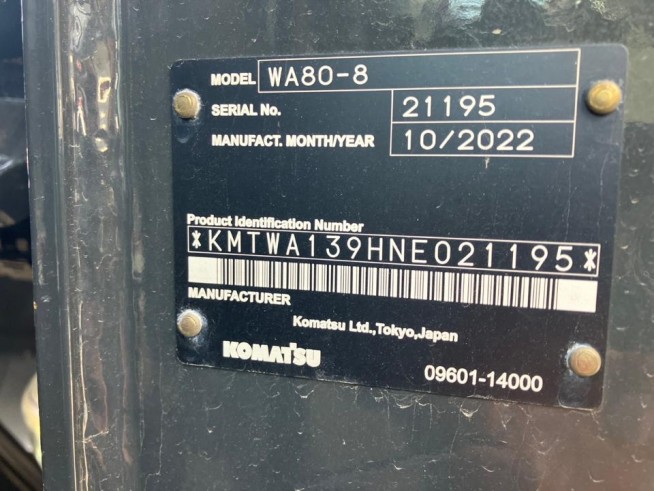 MODEL WA80-8
SERIAL No. 21195
MANUFACT. MONTH/YEAR 10/2022
Product Identification Number
*KMTWA139HNE021195*
MANUFACTURER
Komatsu Ltd.,Tokyo,Japan
KOMATSU
09601-14000